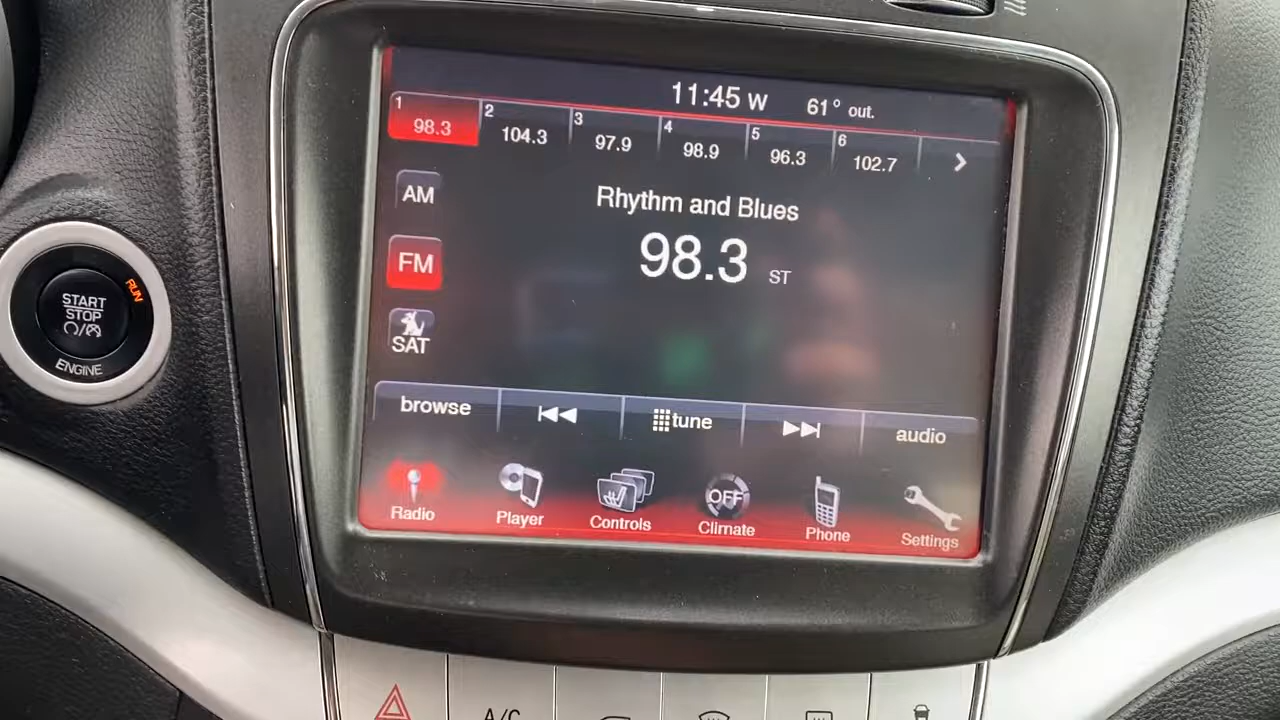 11:45 W 61° out.
1 98.3 2 104.3 3 97.9 4 98.9 5 96.3 6 102.7
AM
Rhythm and Blues
98.3 ST
FM
SAT
START
STOP
ENGINE
RUN
browse tune audio
Radio Player Controls OFF Climate Phone Settings
A/C